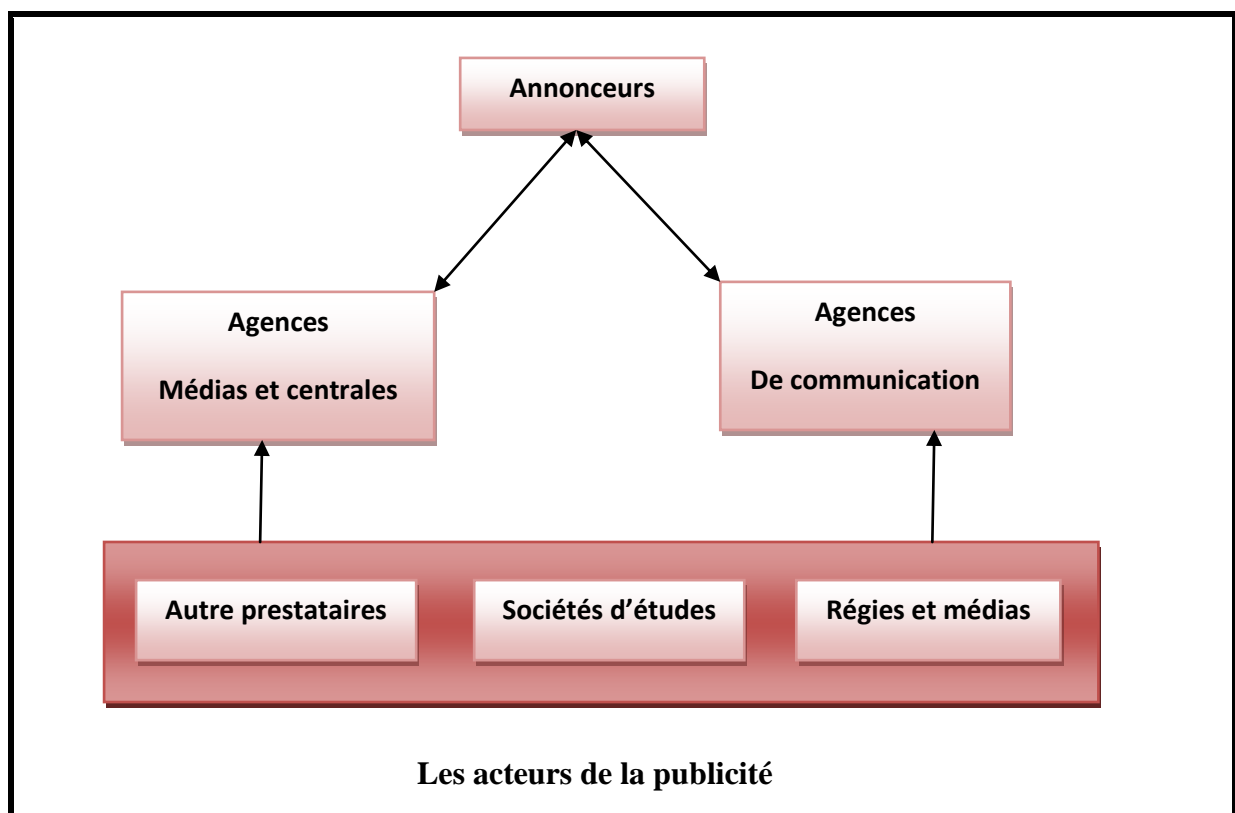 Annonceurs
Agences
Médias et centrales
Agences
De communication
Autre prestataires
Sociétés d'études
Régies et médias
Les acteurs de la publicité